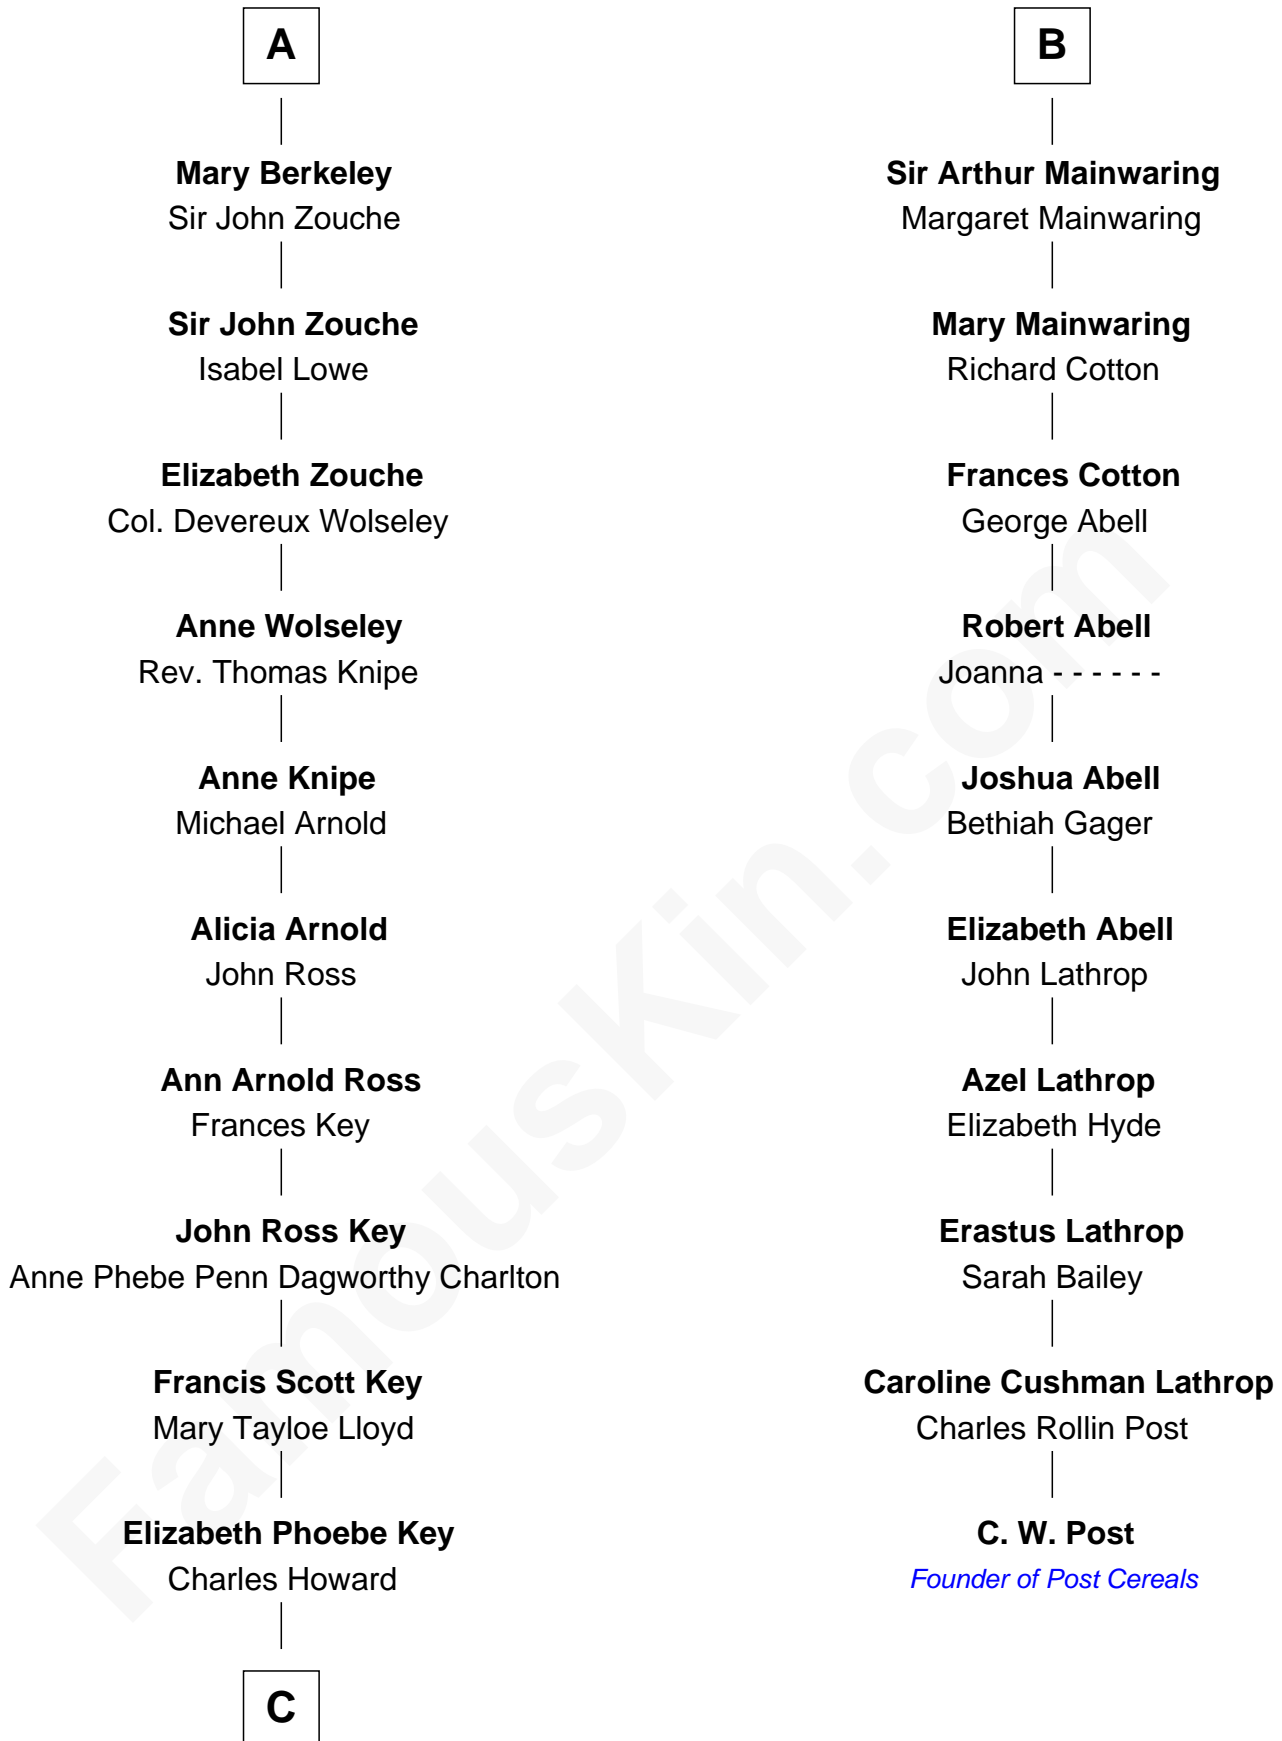 A
Mary Berkeley
Sir John Zouche
Sir John Zouche
Isabel Lowe
Elizabeth Zouche
Col. Devereux Wolseley
Anne Wolseley
Rev. Thomas Knipe
Anne Knipe
Michael Arnold
Alicia Arnold
John Ross
Ann Arnold Ross
Frances Key
John Ross Key
Anne Phebe Penn Dagworthy Charlton
Francis Scott Key
Mary Tayloe Lloyd
Elizabeth Phoebe Key
Charles Howard
C
B
Sir Arthur Mainwaring
Margaret Mainwaring
Mary Mainwaring
Richard Cotton
Frances Cotton
George Abell
Robert Abell
Joanna - - - - - -
Joshua Abell
Bethiah Gager
Elizabeth Abell
John Lathrop
Azel Lathrop
Elizabeth Hyde
Erastus Lathrop
Sarah Bailey
Caroline Cushman Lathrop
Charles Rollin Post
C. W. Post
Founder of Post Cereals
FamousKin.com